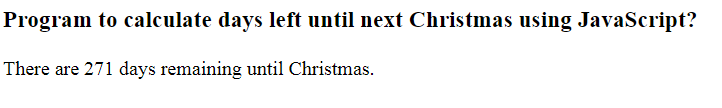 Program to calculate days left until next Christmas using JavaScript?
There are 271 days remaining until Christmas.